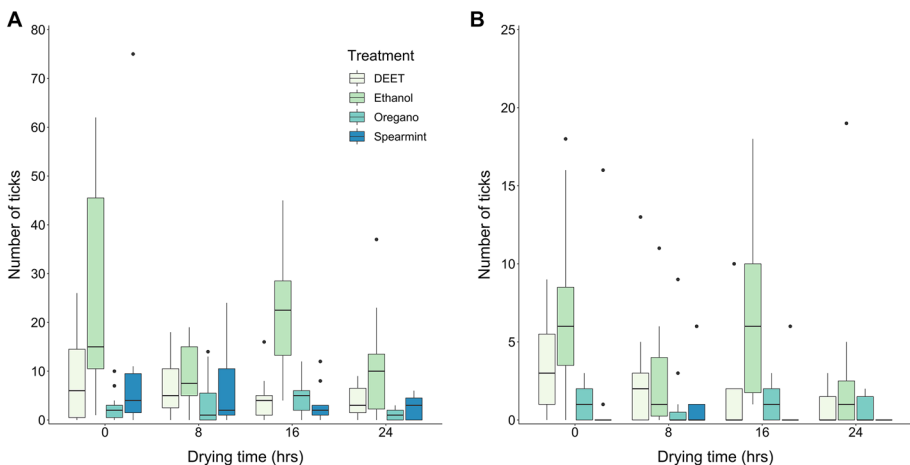 A
Number of ticks
80
70
60
50
40
30
20
10
0
0
8
16
24
Drying time (hrs)
Treatment
DEET
Ethanol
Oregano
Spearmint
B
Number of ticks
25
20
15
10
5
0
0
8
16
24
Drying time (hrs)